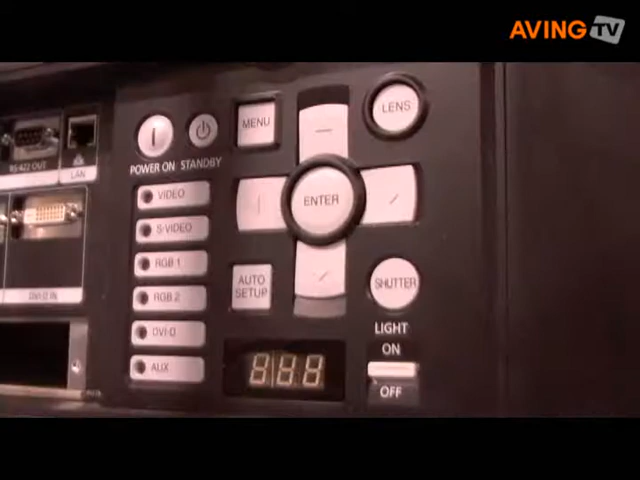 AVING TV
LENS
MENU
POWER ON STANDBY
RS-422 OUT
LAN
VIDEO
ENTER
S-VIDEO
RGB 1
AUTO
SETUP
SHUTTER
RGB 2
DVI-D IN
LIGHT
ON
DVI-D
AUX
888
OFF